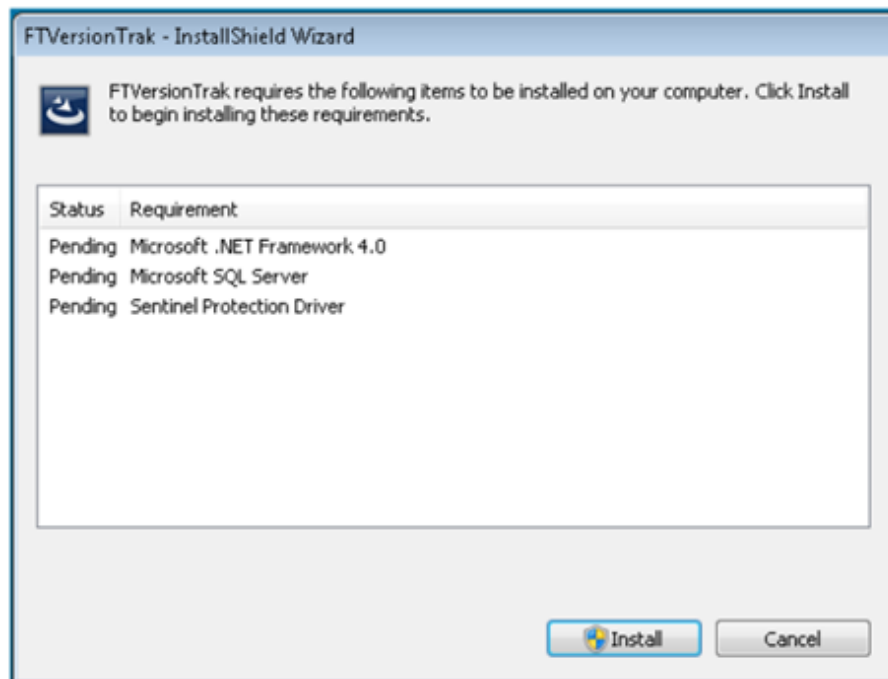 FTVersionTrak - InstallShield Wizard
FTVersionTrak requires the following items to be installed on your computer. Click Install
to begin installing these requirements.
Status Requirement
Pending Microsoft .NET Framework 4.0
Pending Microsoft SQL Server
Pending Sentinel Protection Driver
Install Cancel